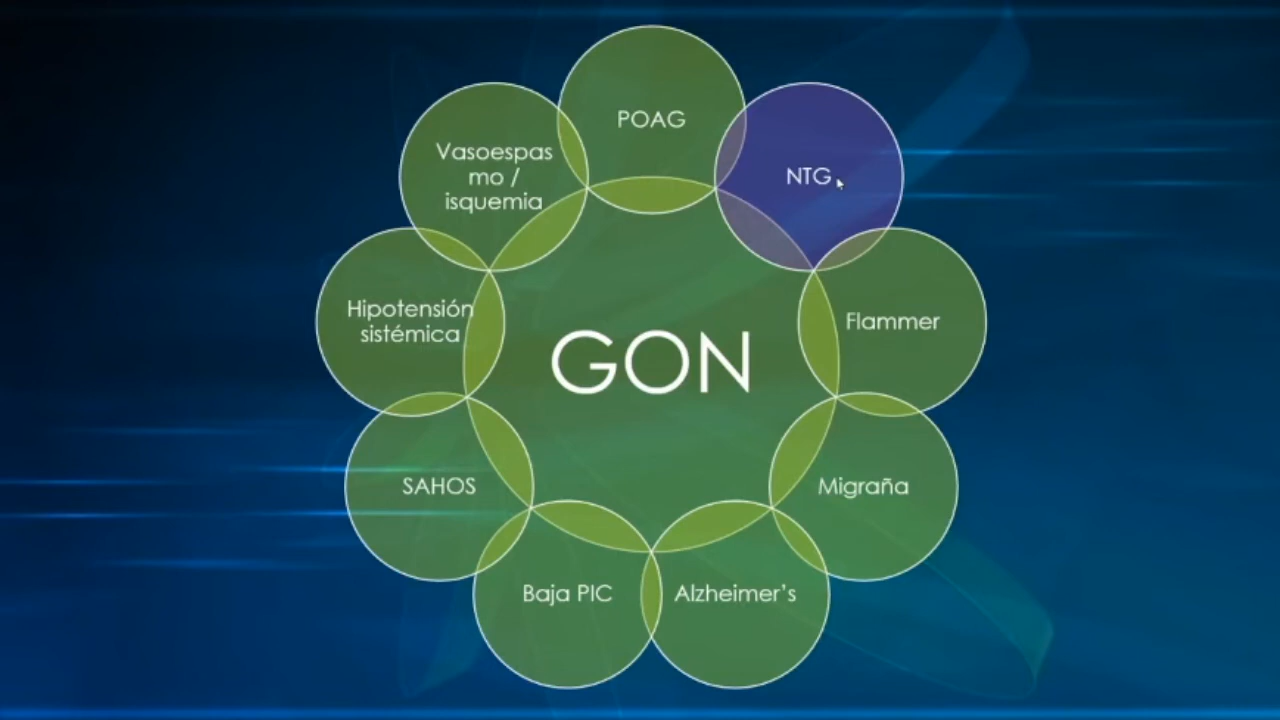 POAG
NTG
Flammer
Migraña
Alzheimer's
Baja PIC
SAHOS
Hipotensión
sistémica
Vasoespas
mo /
isquemia
GON